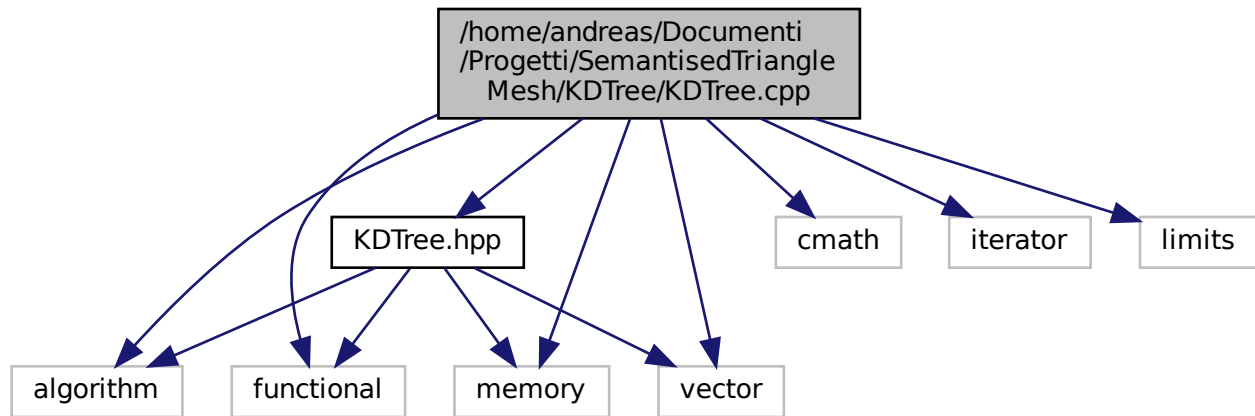 /home/andreas/Documenti
/Progetti/SemantisedTriangle
Mesh/KDTree/KDTree.cpp
KDTree.hpp
cmath
iterator
limits
algorithm
functional
memory
vector